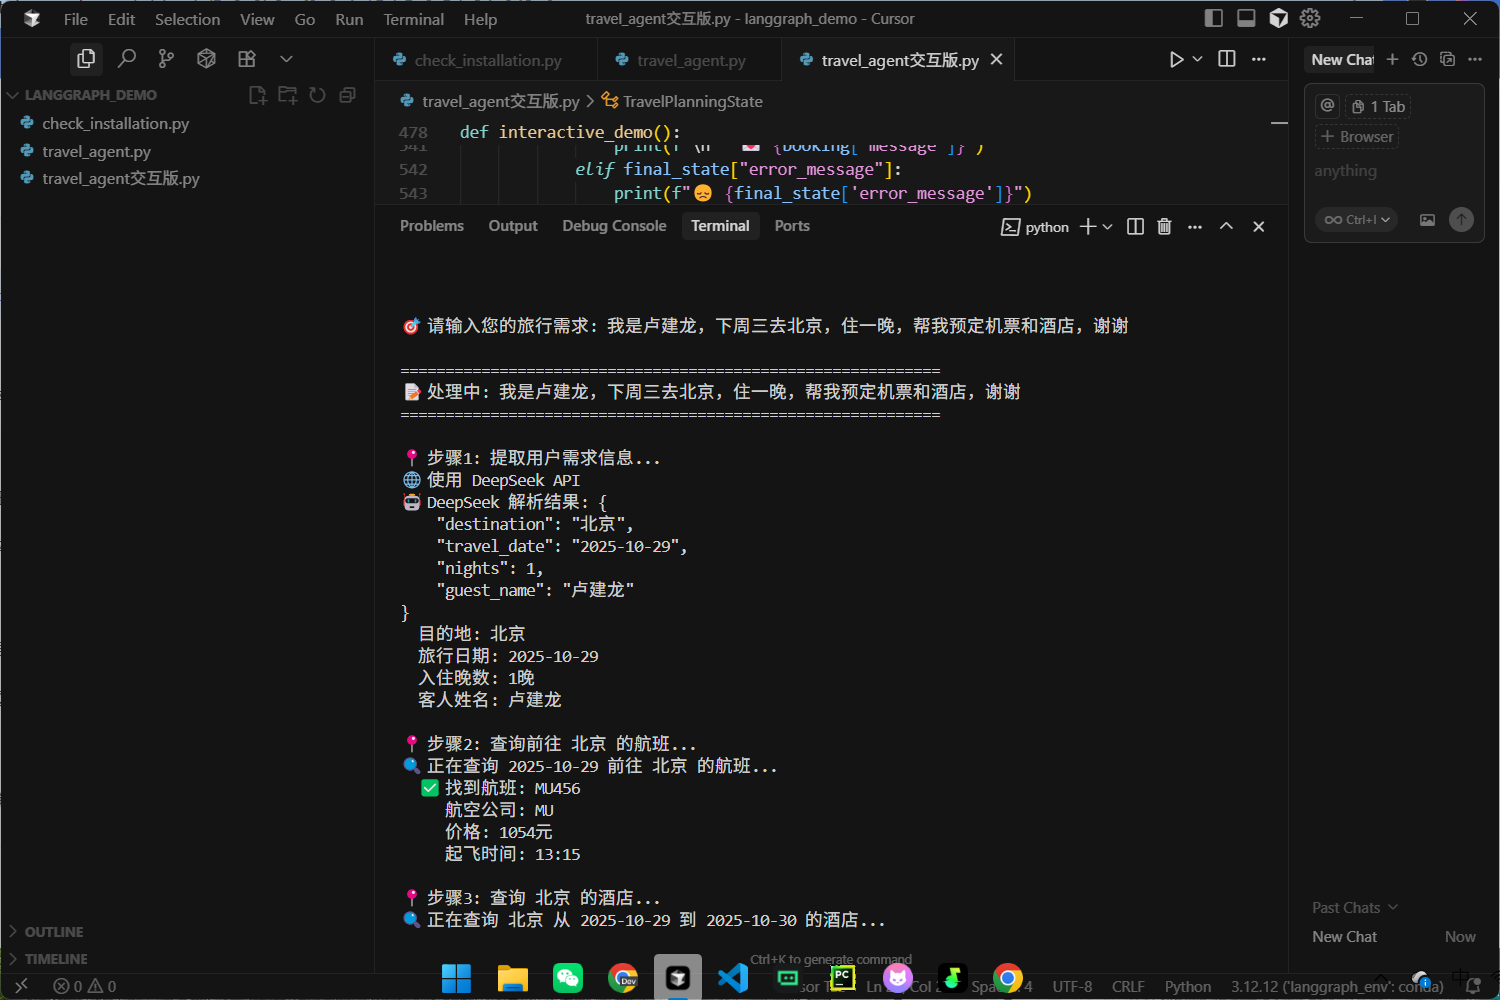 File Edit Selection View Go Run Terminal Help
travel_agent交互版.py - langgraph_demo - Cursor
check_installation.py
travel_agent.py
travel_agent交互版.py
New Chat
LANGGRAPH_DEMO
check_installation.py
travel_agent.py
travel_agent交互版.py
OUTLINE
TIMELINE
travel_agent交互版.py > TravelPlanningState
478 def interactive_demo():
541 print(f"\n 💌 {booking['message']}")
542 elif final_state["error_message"]:
543 print(f"😞 {final_state['error_message']}")
Problems Output Debug Console Terminal Ports
python
🎯 请输入您的旅行需求: 我是卢建龙，下周三去北京，住一晚，帮我预定机票和酒店，谢谢
============================================================
📝 处理中: 我是卢建龙，下周三去北京，住一晚，帮我预定机票和酒店，谢谢
============================================================
📍 步骤1: 提取用户需求信息...
🌐 使用 DeepSeek API
🤖 DeepSeek 解析结果: {
"destination": "北京",
"travel_date": "2025-10-29",
"nights": 1,
"guest_name": "卢建龙"
}
目的地: 北京
旅行日期: 2025-10-29
入住晚数: 1晚
客人姓名: 卢建龙
📍 步骤2: 查询前往 北京 的航班...
🔍 正在查询 2025-10-29 前往 北京 的航班...
✅ 找到航班: MU456
航空公司: MU
价格: 1054元
起飞时间: 13:15
📍 步骤3: 查询 北京 的酒店...
🔍 正在查询 北京 从 2025-10-29 到 2025-10-30 的酒店...
Ctrl+K to generate command
@ 1 Tab
+ Browser
anything
∞ Ctrl+I
Past Chats
New Chat Now
Dev
PC
0 0
Ln Col 2 Spa 4 UTF-8 CRLF Python 3.12.12 ('langgraph_env': conda)
中